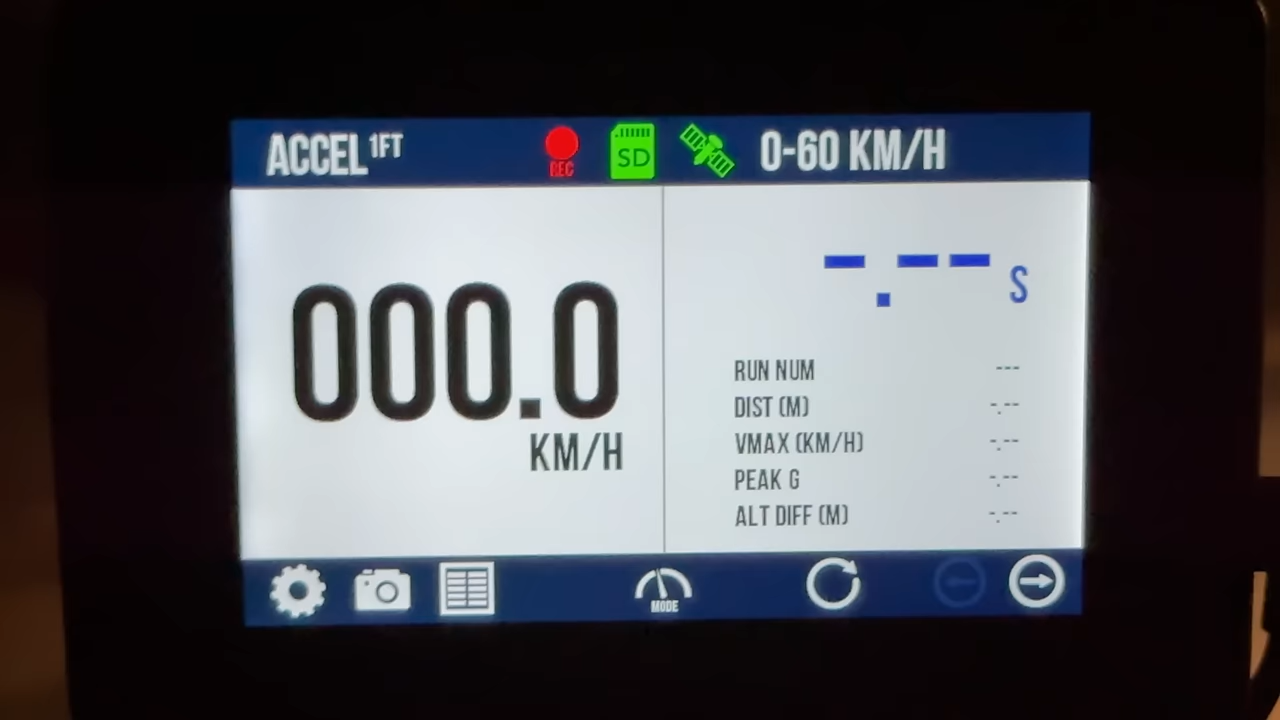 ACCEL 1FT
REC
SD
0-60 KM/H
000.0
KM/H
-.-- S
RUN NUM ---
DIST (M) -.--
VMAX (KM/H) -.--
PEAK G -.--
ALT DIFF (M) -.--
MODE